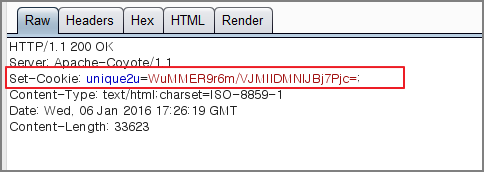 Raw Headers Hex HTML Render
HTTP/1.1 200 OK
Server: Apache-Coyote/1.1
Set-Cookie: unique2u=WuMMER9r6m/VJMIIDMNIJBj7Pjc=;
Content-Type: text/html;charset=ISO-8859-1
Date: Wed, 06 Jan 2016 17:26:19 GMT
Content-Length: 33623